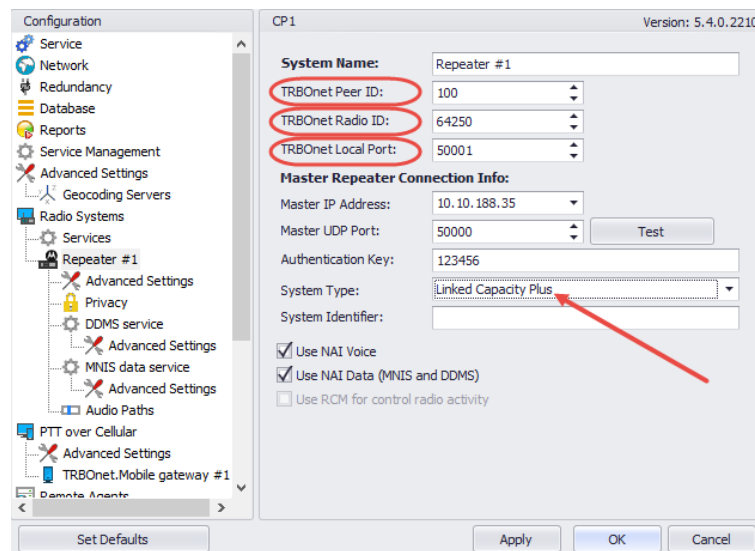 Configuration
Service
Network
Redundancy
Database
Reports
Service Management
Advanced Settings
Geocoding Servers
Radio Systems
Services
Repeater #1
Advanced Settings
Privacy
DDMS service
Advanced Settings
MNIS data service
Advanced Settings
Audio Paths
PTT over Cellular
Advanced Settings
TRBOnet.Mobile gateway #1
Remote Agents
CP1 Version: 5.4.0.2210
System Name: Repeater #1
TRBOnet Peer ID: 100
TRBOnet Radio ID: 64250
TRBOnet Local Port: 50001
Master Repeater Connection Info:
Master IP Address: 10.10.188.35
Master UDP Port: 50000 Test
Authentication Key: 123456
System Type: Linked Capacity Plus
System Identifier:
Use NAI Voice
Use NAI Data (MNIS and DDMS)
Use RCM for control radio activity
Set Defaults Apply OK Cancel